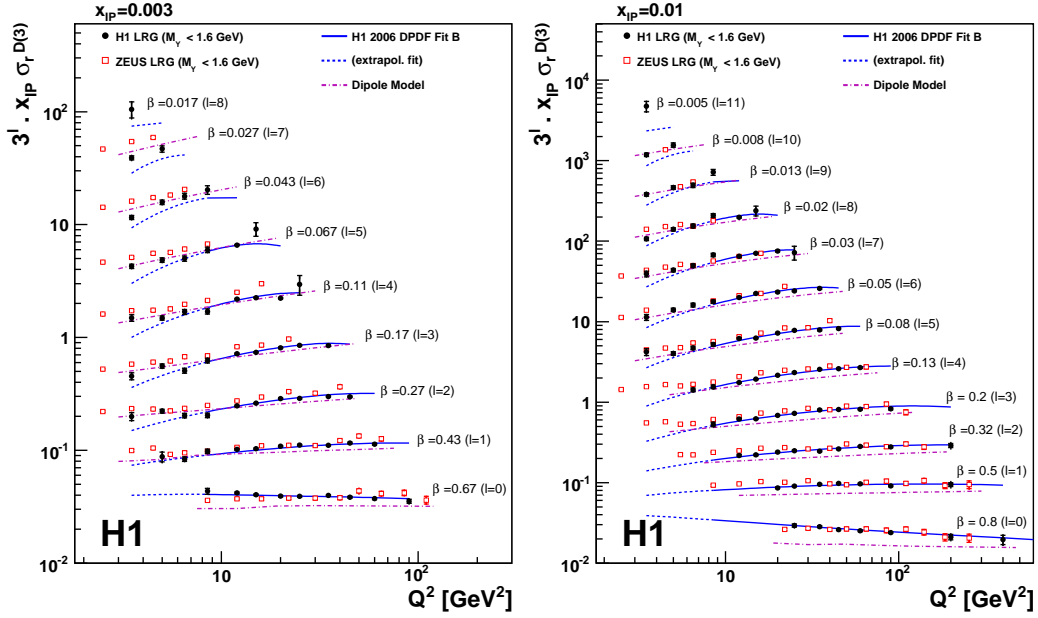 x_IP=0.003
3^l · x_IP σ_r^D(3)
H1 LRG (M_Y < 1.6 GeV)
ZEUS LRG (M_Y < 1.6 GeV)
H1 2006 DPDF Fit B
(extrapol. fit)
Dipole Model
10^2
10
1
10^-1
10^-2
β =0.017 (l=8)
β =0.027 (l=7)
β =0.043 (l=6)
β =0.067 (l=5)
β =0.11 (l=4)
β =0.17 (l=3)
β =0.27 (l=2)
β =0.43 (l=1)
β =0.67 (l=0)
H1
10
10^2
Q^2 [GeV^2]
x_IP=0.01
3^l · x_IP σ_r^D(3)
H1 LRG (M_Y < 1.6 GeV)
ZEUS LRG (M_Y < 1.6 GeV)
H1 2006 DPDF Fit B
(extrapol. fit)
Dipole Model
10^4
10^3
10^2
10
1
10^-1
10^-2
β =0.005 (l=11)
β =0.008 (l=10)
β =0.013 (l=9)
β =0.02 (l=8)
β =0.03 (l=7)
β =0.05 (l=6)
β =0.08 (l=5)
β =0.13 (l=4)
β =0.2 (l=3)
β =0.32 (l=2)
β =0.5 (l=1)
β =0.8 (l=0)
H1
10
10^2
Q^2 [GeV^2]